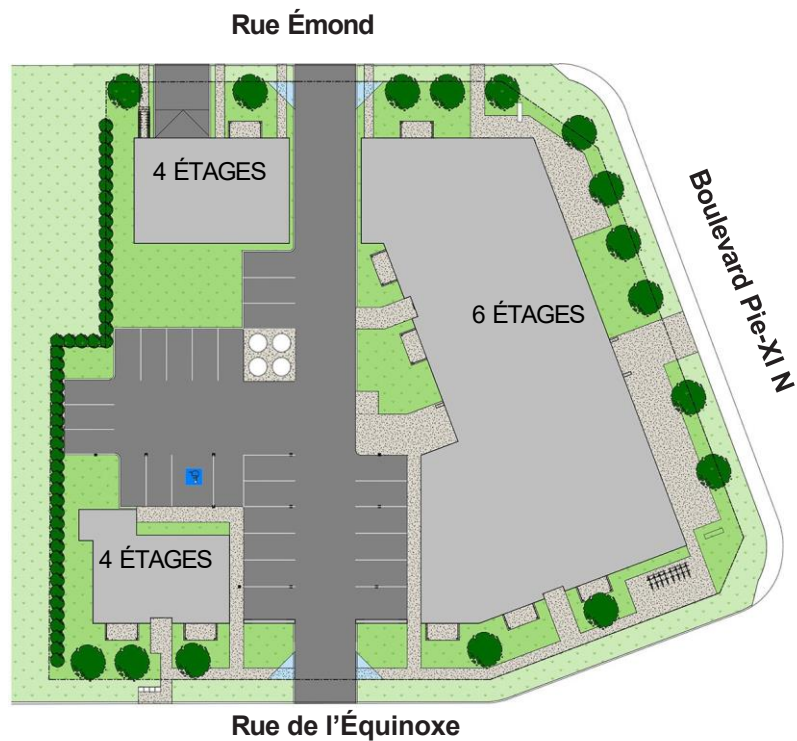 Rue Émond
4 ÉTAGES
Boulevard Pie-XI N
6 ÉTAGES
4 ÉTAGES
Rue de l'Équinoxe